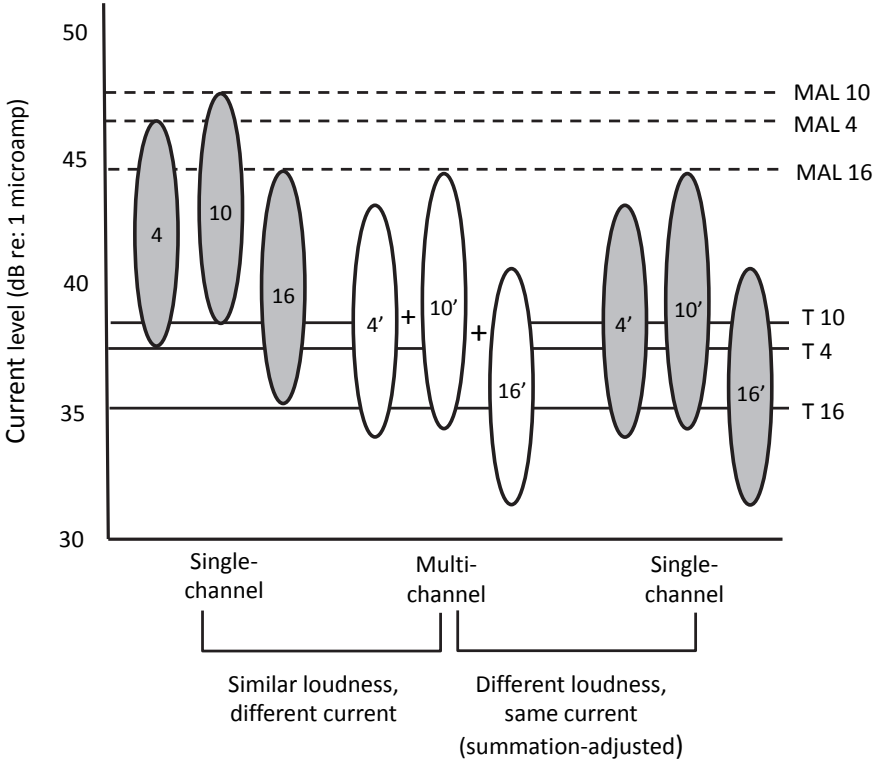 50
45
40
35
30
Current level (dB re: 1 microamp)
MAL 10
MAL 4
MAL 16
T 10
T 4
T 16
4
10
16
4’
+
10’
+
16’
4’
10’
16’
Single-
channel
Multi-
channel
Single-
channel
Similar loudness,
different current
Different loudness,
same current
(summation-adjusted)